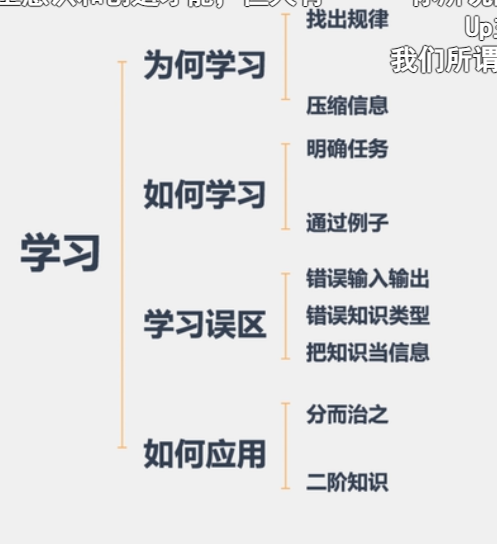 找出规律
Up
我们所谓
为何学习
压缩信息
明确任务
如何学习
通过例子
学习
错误输入输出
学习误区
错误知识类型
把知识当信息
分而治之
如何应用
二阶知识